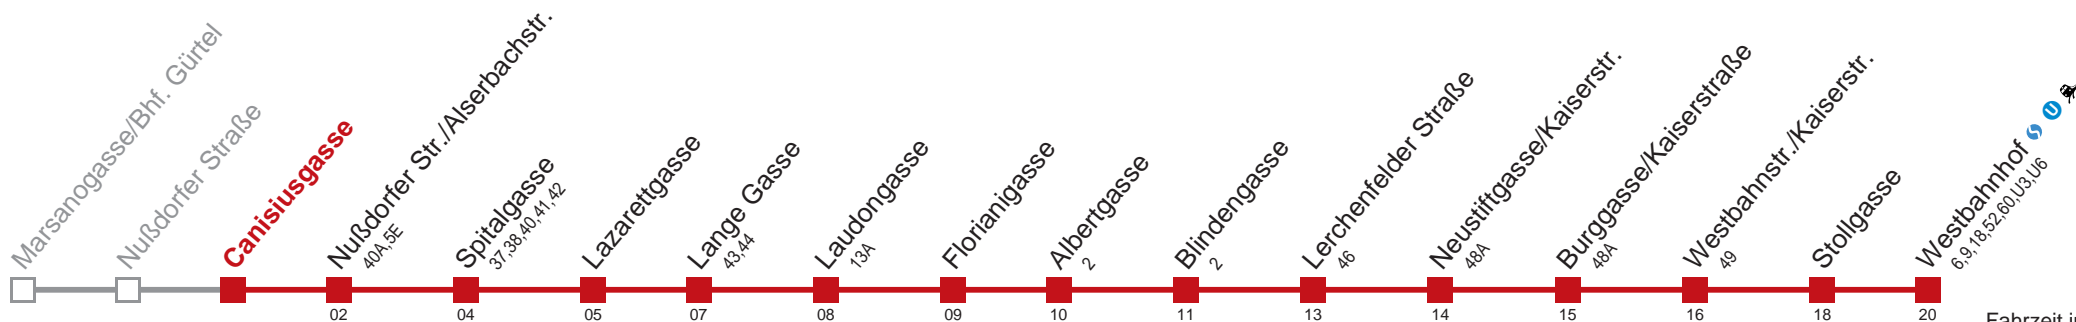 Marsanogasse/Bhf. Gürtel
Nußdorfer Straße
Canisiusgasse
Nußdorfer Str./Alserbachstr.
40A,5E
Spitalgasse
37,38,40,41,42
Lazarettgasse
Lange Gasse
43,44
Laudongasse
13A
Florianigasse
Albertgasse
2
Blindengasse
2
Lerchenfelder Straße
46
Neustiftgasse/Kaiserstr.
48A
Burggasse/Kaiserstraße
48A
Westbahnstr./Kaiserstr.
49
Stollgasse
Westbahnhof S U
6,9,18,52,60,U3,U6
02 04 05 07 08 09 10 11 13 14 15 16 18 20
Fahrzeit